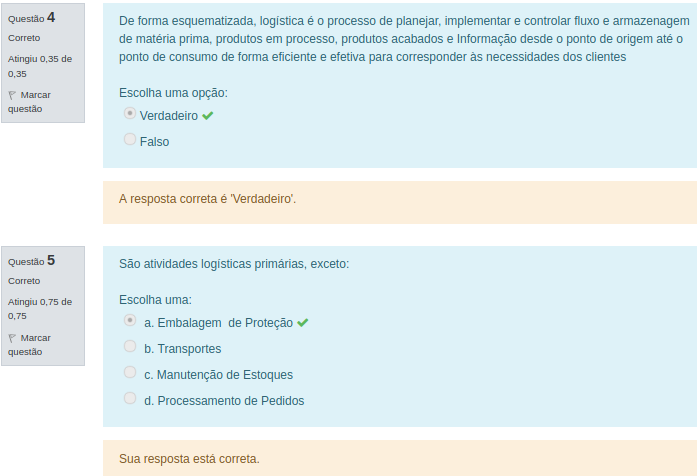 Questão 4
Correto
Atingiu 0,35 de
0,35
Marcar
questão
De forma esquematizada, logística é o processo de planejar, implementar e controlar fluxo e armazenagem
de matéria prima, produtos em processo, produtos acabados e Informação desde o ponto de origem até o
ponto de consumo de forma eficiente e efetiva para corresponder às necessidades dos clientes
Escolha uma opção:
Verdadeiro
Falso
A resposta correta é 'Verdadeiro'.
Questão 5
Correto
Atingiu 0,75 de
0,75
Marcar
questão
São atividades logísticas primárias, exceto:
Escolha uma:
a. Embalagem de Proteção
b. Transportes
c. Manutenção de Estoques
d. Processamento de Pedidos
Sua resposta está correta.